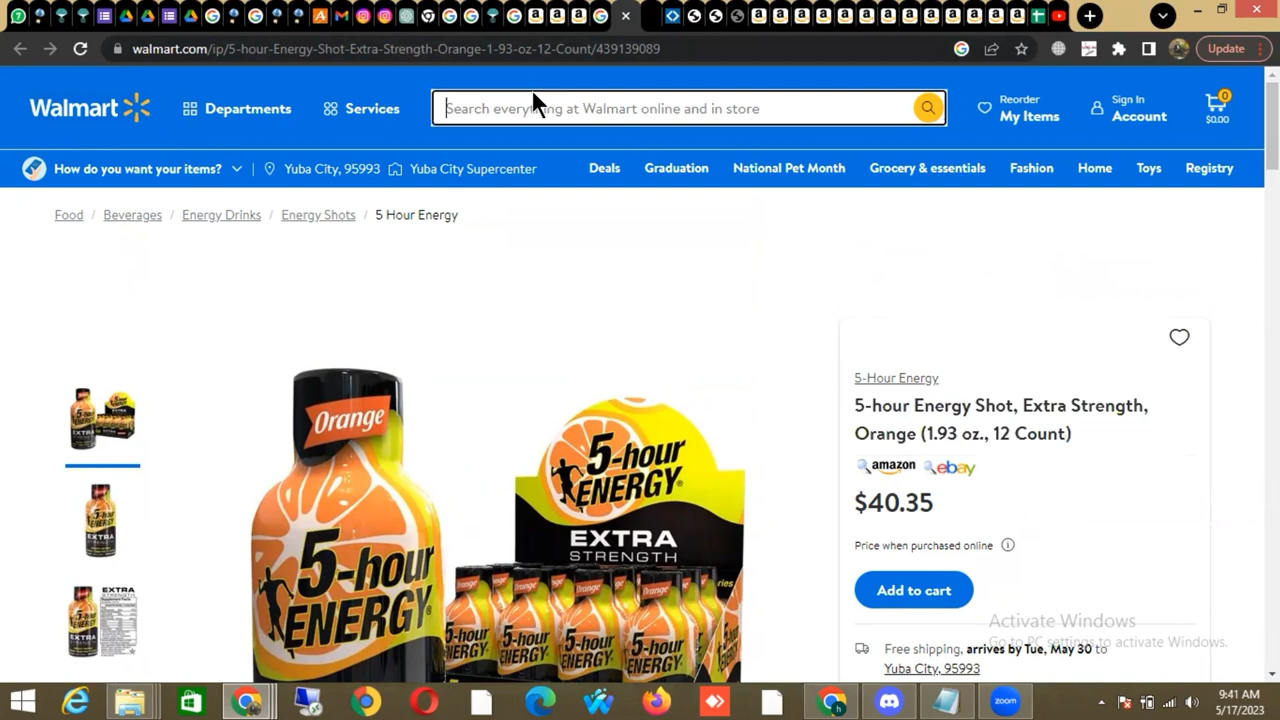 walmart.com/ip/5-hour-Energy-Shot-Extra-Strength-Orange-1-93-oz-12-Count/439139089
Update
Walmart
Departments
Services
Search everything at Walmart online and in store
Reorder
My Items
Sign In
Account
0
$0.00
How do you want your items?
Yuba City, 95993
Yuba City Supercenter
Deals
Graduation
National Pet Month
Grocery & essentials
Fashion
Home
Toys
Registry
Food / Beverages / Energy Drinks / Energy Shots / 5 Hour Energy
5-Hour Energy
5-hour Energy Shot, Extra Strength,
Orange (1.93 oz., 12 Count)
amazon
ebay
$40.35
Price when purchased online
Add to cart
Free shipping, arrives by Tue, May 30 to
Yuba City, 95993
Orange
5-hour
ENERGY
5-hour
ENERGY
EXTRA
STRENGTH
Activate Windows
Go to PC settings to activate Windows.
zoom
9:41 AM
5/17/2023